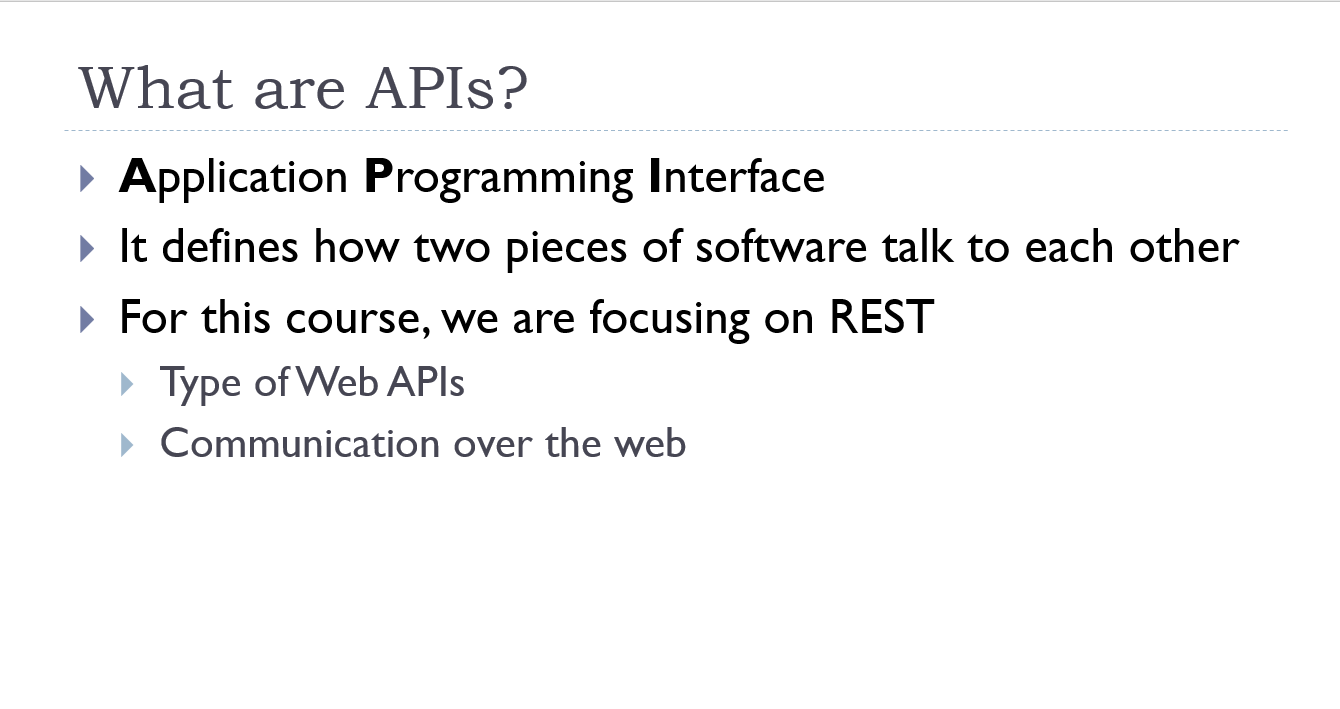 What are APIs?
Application Programming Interface
It defines how two pieces of software talk to each other
For this course, we are focusing on REST
Type of Web APIs
Communication over the web